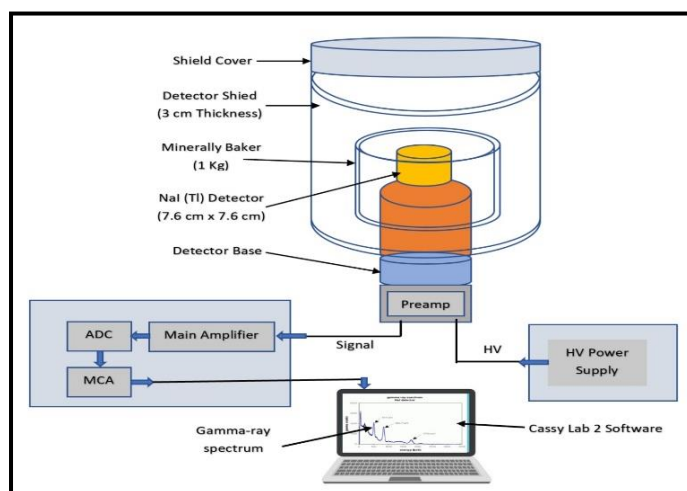 Shield Cover
Detector Shied
(3 cm Thickness)
Minerally Baker
(1 Kg)
NaI (Tl) Detector
(7.6 cm x 7.6 cm)
Detector Base
Preamp
ADC
Main Amplifier
Signal
HV
HV Power
Supply
MCA
Gamma-ray
spectrum
Cassy Lab 2 Software